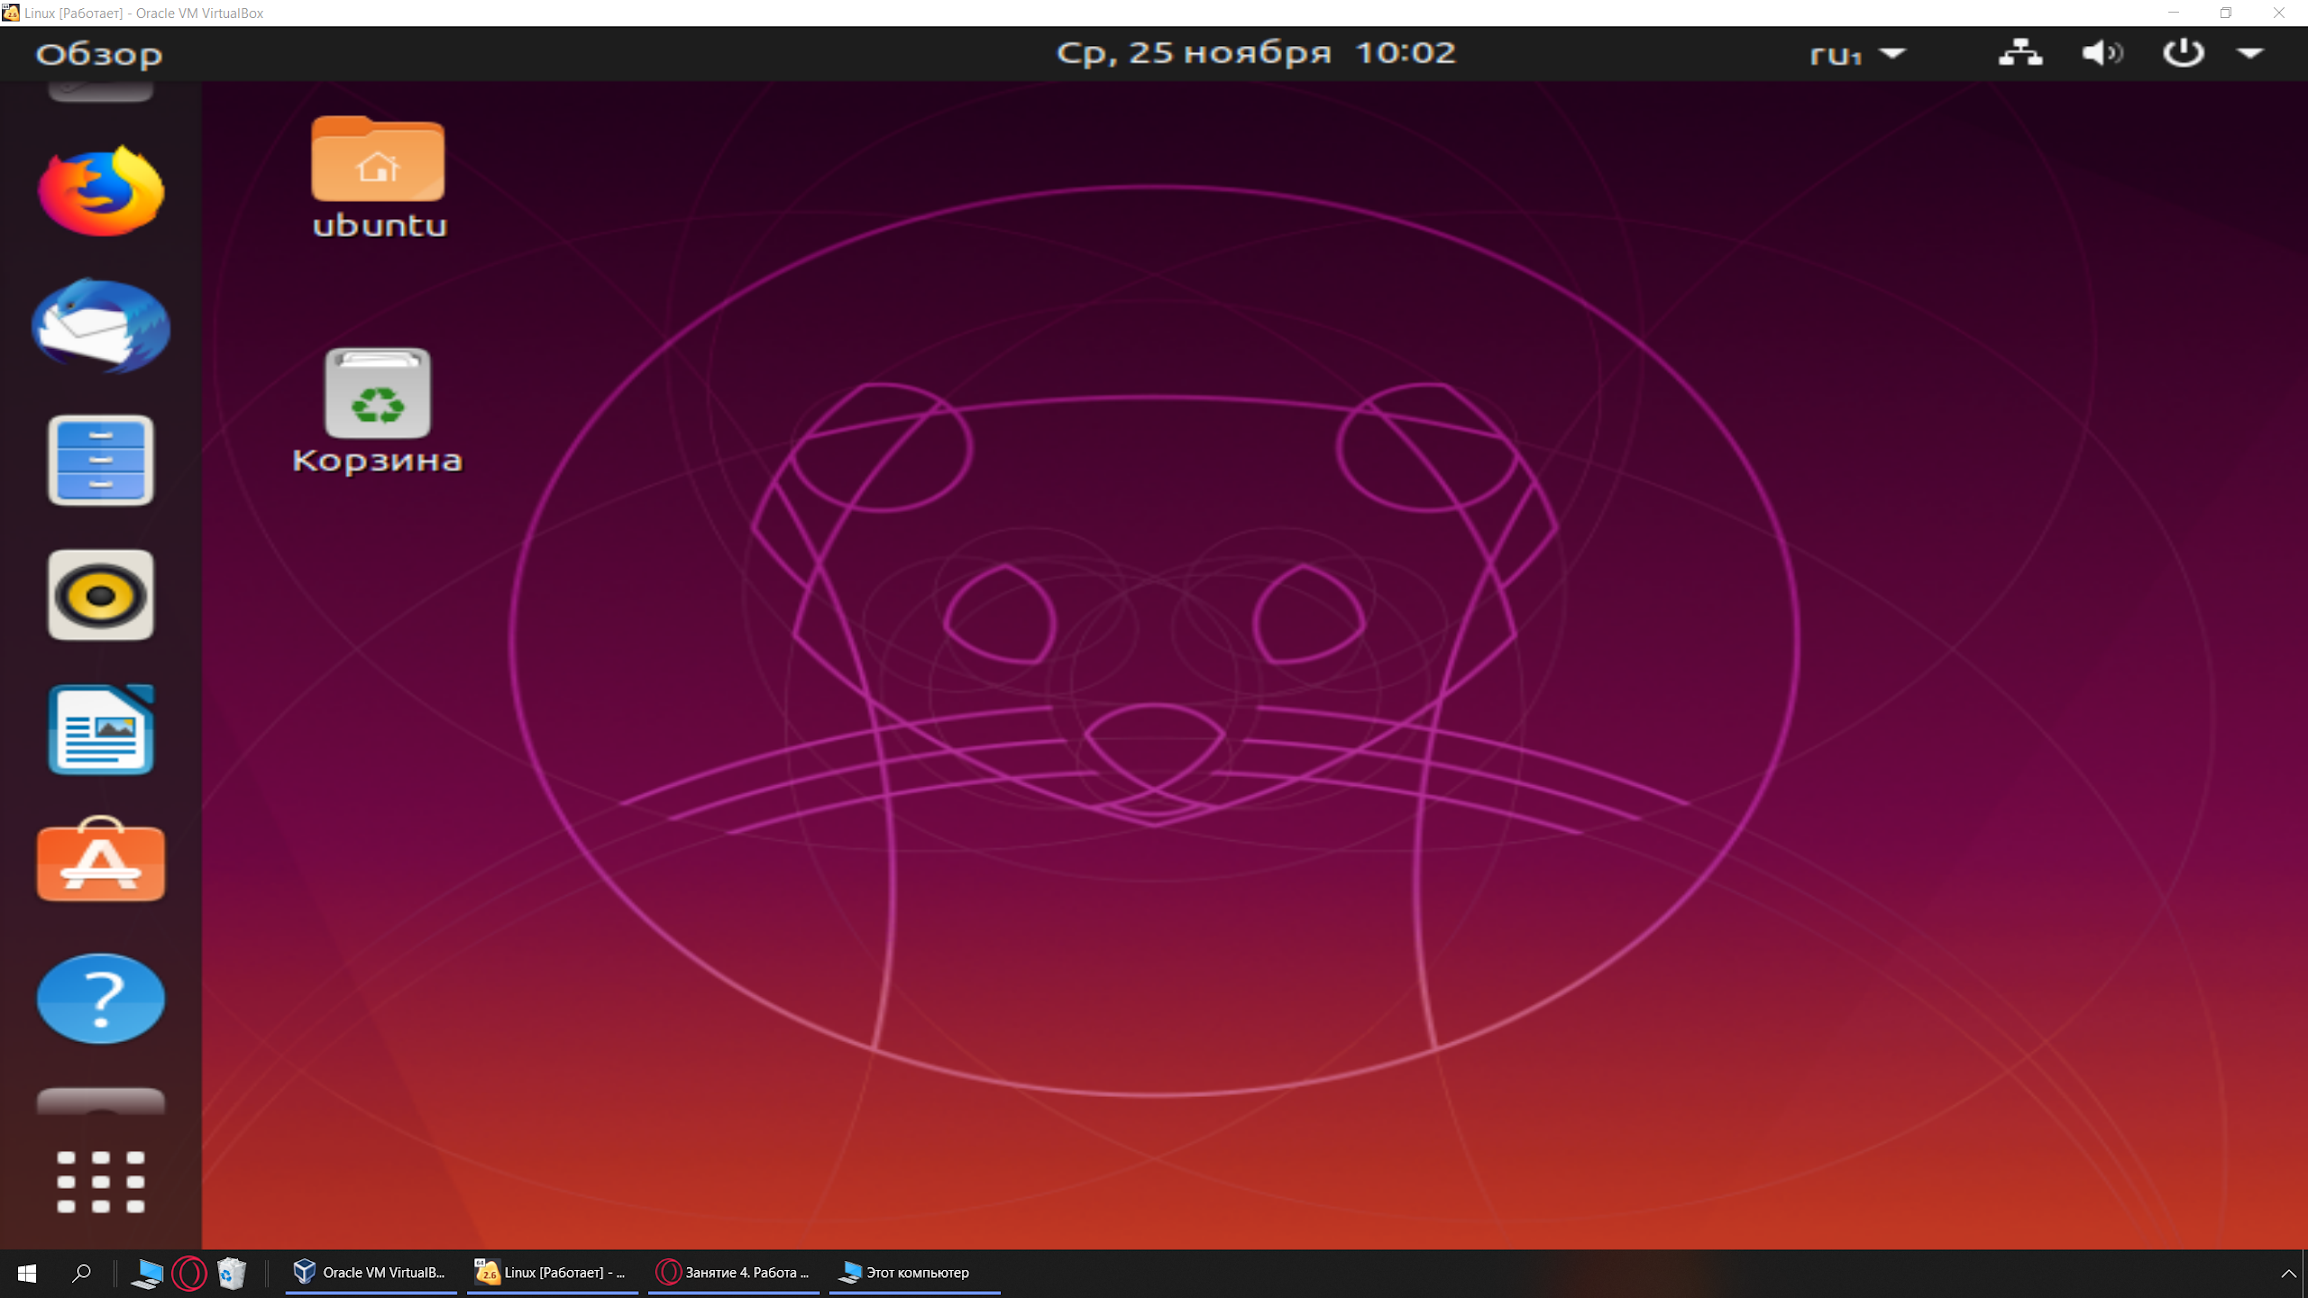 Linux [Работает] - Oracle VM VirtualBox
Обзор
Ср, 25 ноября 10:02
ru₁
ubuntu
Корзина
Oracle VM VirtualB...
Linux [Работает] - ...
Занятие 4. Работа ...
Этот компьютер